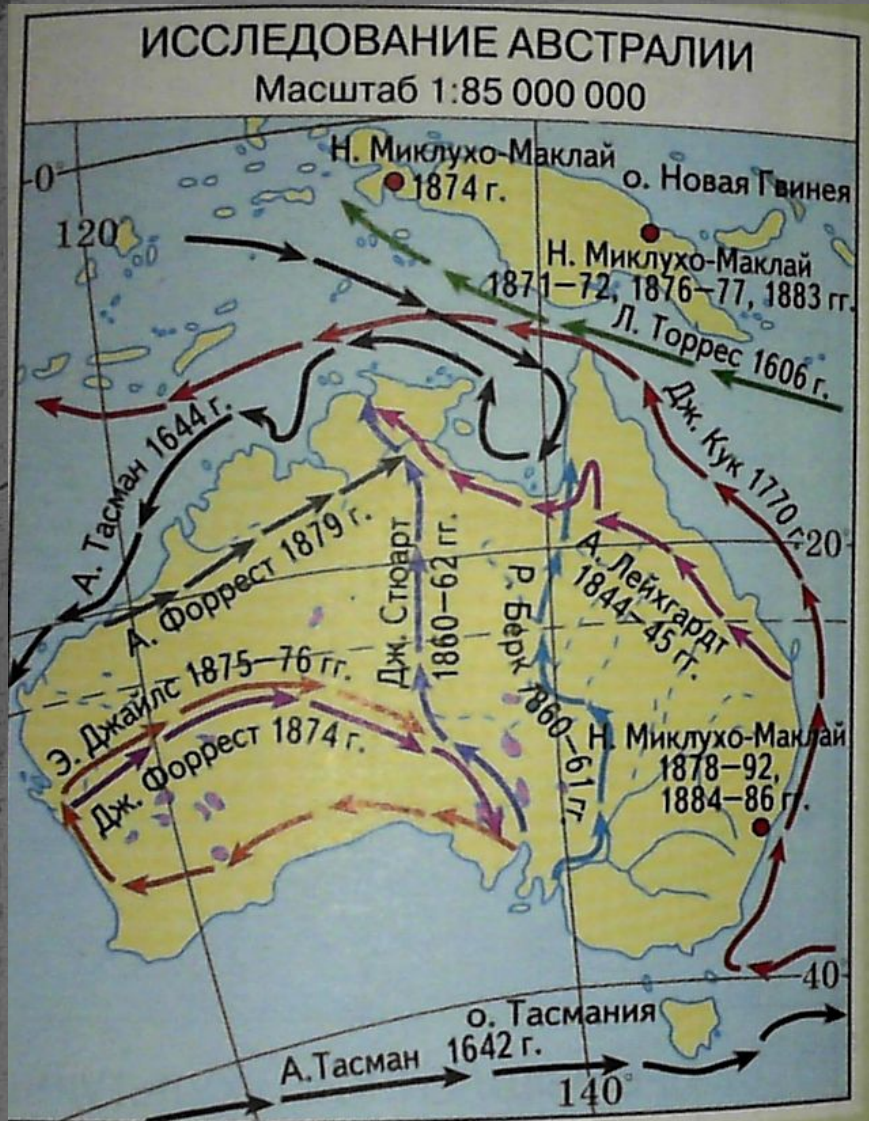 ИССЛЕДОВАНИЕ АВСТРАЛИИ
Масштаб 1:85 000 000
Н. Миклухо-Маклай
1874 г.
о. Новая Гвинея
0°
120°
Н. Миклухо-Маклай
1871–72, 1876–77, 1883 гг.
Л. Торрес 1606 г.
Дж. Кук 1770 г.
А. Тасман 1644 г.
20°
А. Форрест 1879 г.
Дж. Стюарт
1860–62 гг.
Р. Бёрк 1860–61 гг.
А. Лейхгардт
1844–45 гг.
Э. Джайлс 1875–76 гг.
Дж. Форрест 1874 г.
Н. Миклухо-Маклай
1878–92,
1884–86 гг.
40°
о. Тасмания
А.Тасман 1642 г.
140°